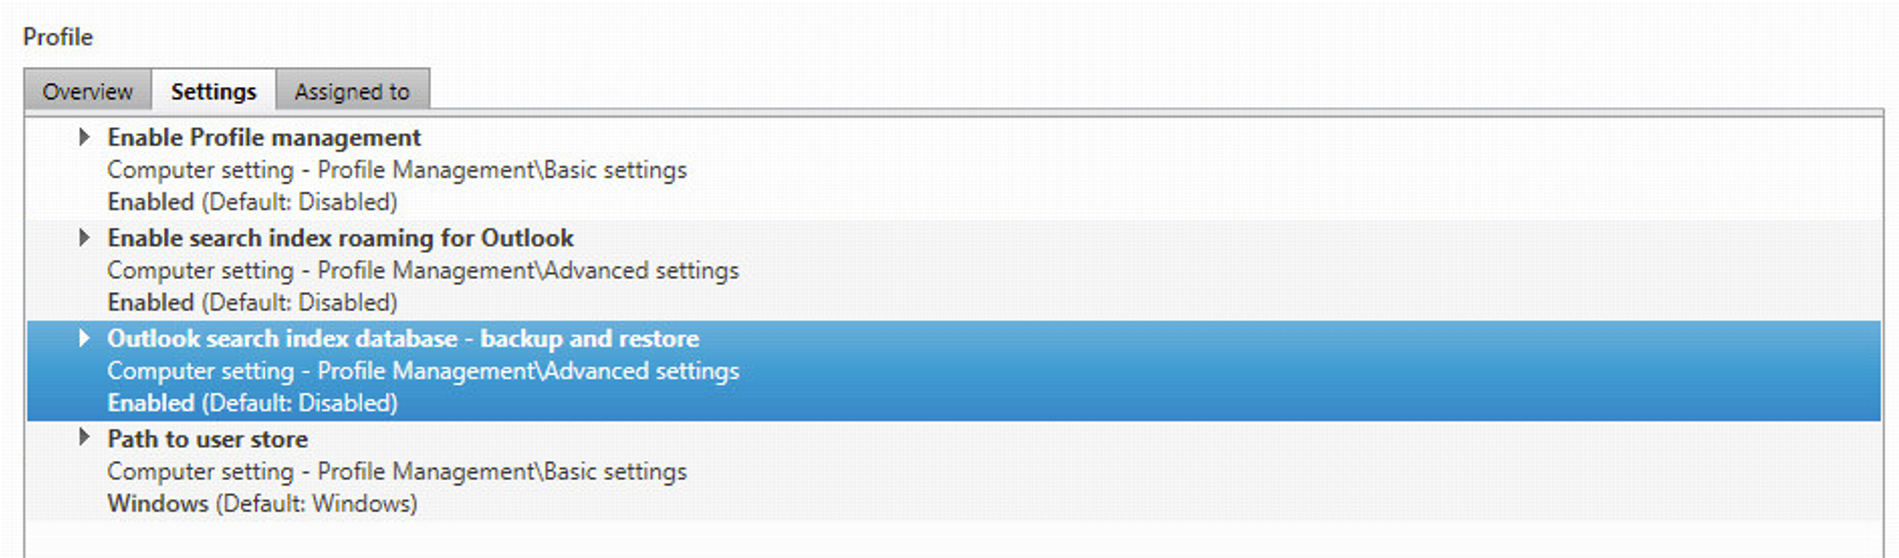 Profile
Overview Settings Assigned to
Enable Profile management
Computer setting - Profile Management\Basic settings
Enabled (Default: Disabled)
Enable search index roaming for Outlook
Computer setting - Profile Management\Advanced settings
Enabled (Default: Disabled)
Outlook search index database - backup and restore
Computer setting - Profile Management\Advanced settings
Enabled (Default: Disabled)
Path to user store
Computer setting - Profile Management\Basic settings
Windows (Default: Windows)